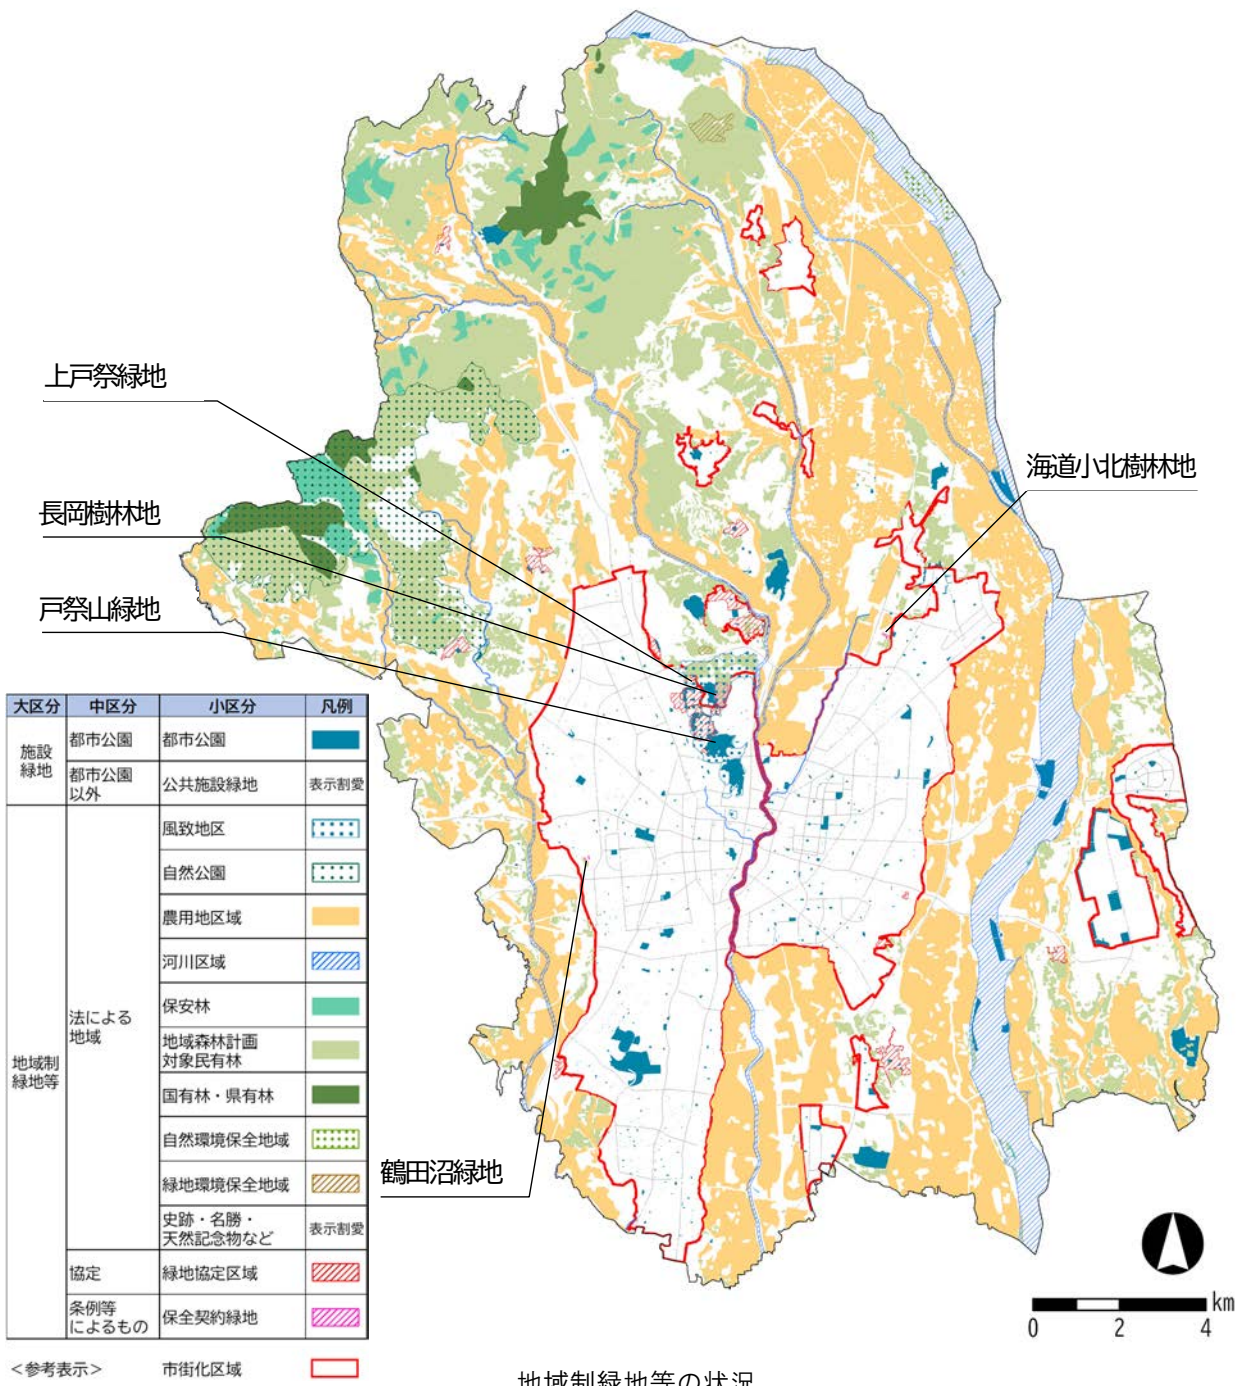 上戸祭緑地
長岡樹林地
戸祭山緑地
海道小北樹林地
鶴田沼緑地
大区分 中区分 小区分 凡例
施設
緑地
都市公園 都市公園
都市公園
以外
公共施設緑地 表示割愛
地域制
緑地等
法による
地域
風致地区
自然公園
農用地区域
河川区域
保安林
地域森林計画
対象民有林
国有林・県有林
自然環境保全地域
緑地環境保全地域
史跡・名勝・
天然記念物など
表示割愛
協定 緑地協定区域
条例等
によるもの
保全契約緑地
<参考表示> 市街化区域
km
0 2 4
地域制緑地等の状況